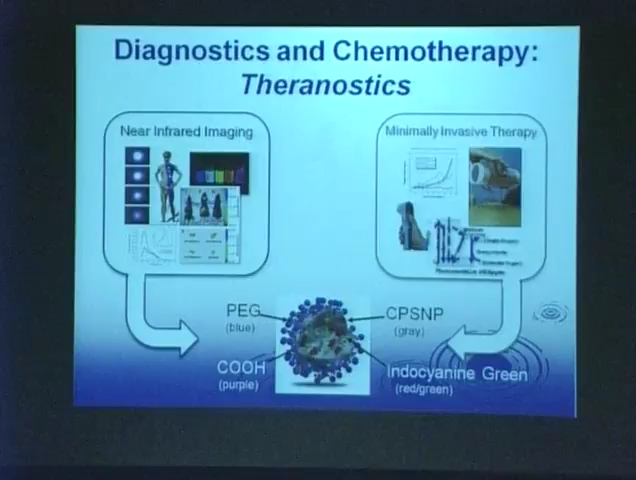 Diagnostics and Chemotherapy:
Theranostics
Near Infrared Imaging
Minimally Invasive Therapy
PEG
(blue)
CPSNP
(gray)
COOH
(purple)
Indocyanine Green
(red/green)